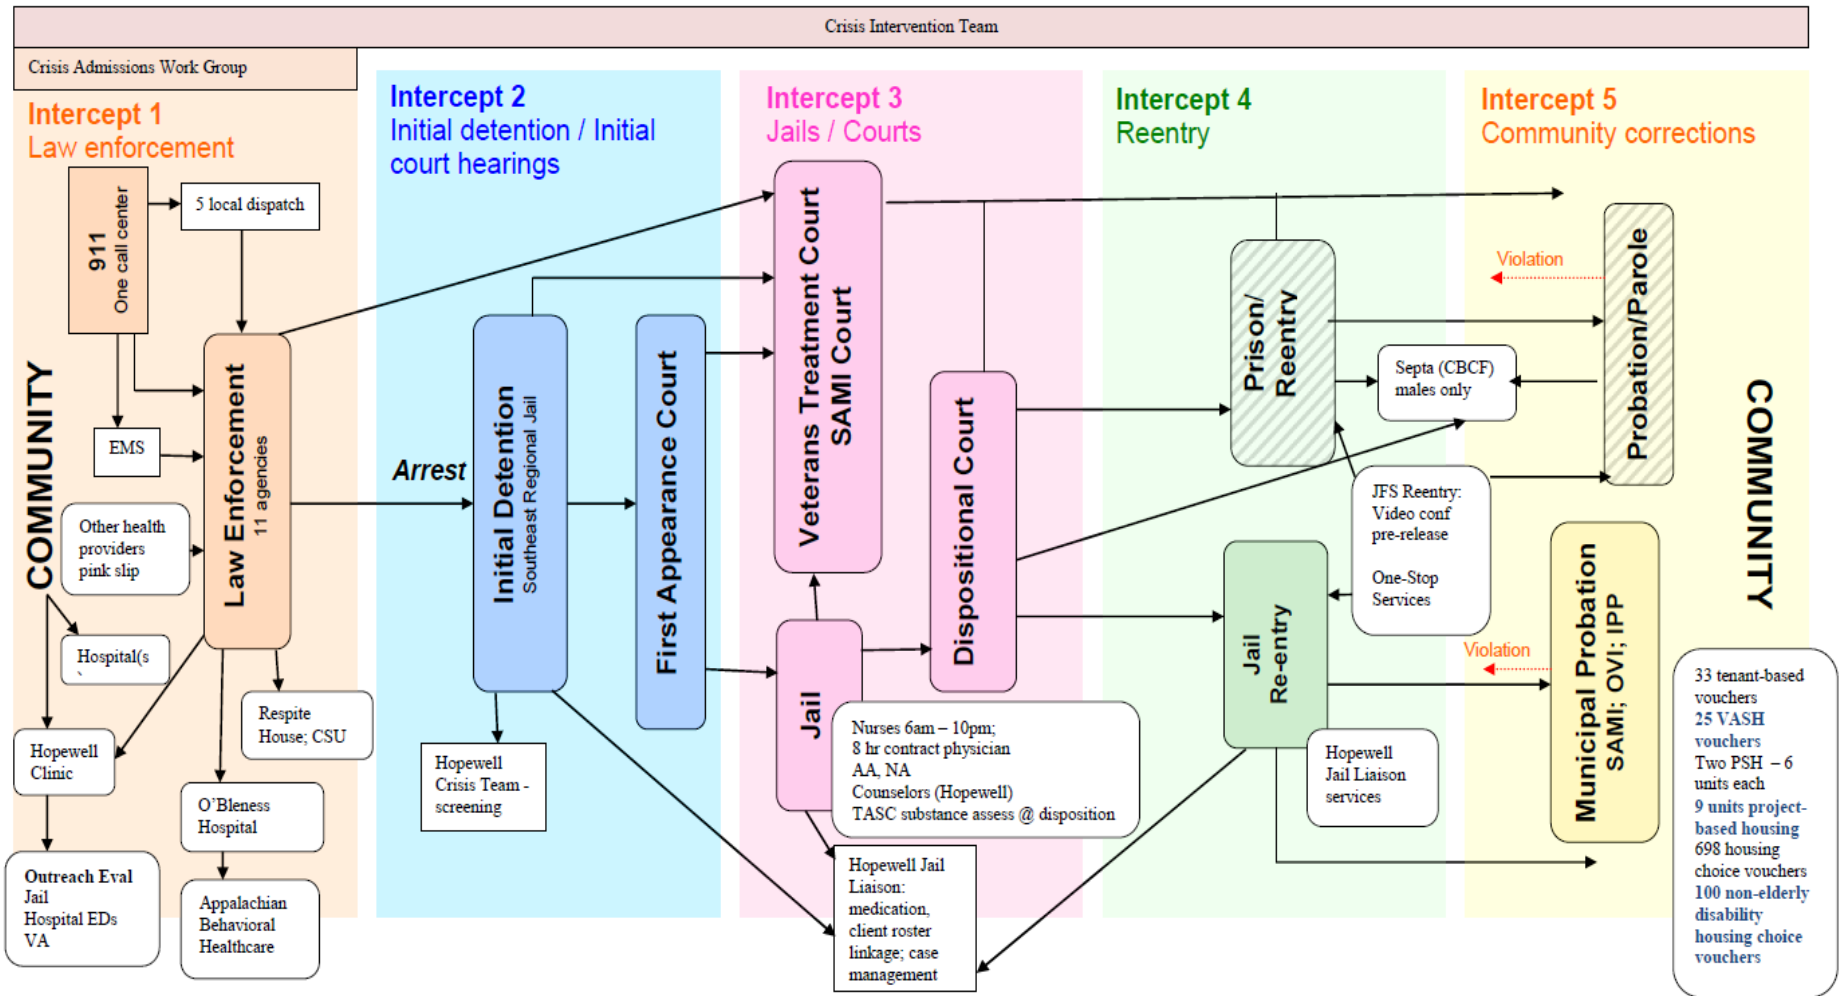 Crisis Intervention Team
Crisis Admissions Work Group
Intercept 1
Law enforcement
911
One call center
5 local dispatch
COMMUNITY
EMS
Law Enforcement
11 agencies
Other health
providers
pink slip
Hospital(s
`
Respite
House; CSU
Hopewell
Clinic
O’Bleness
Hospital
Outreach Eval
Jail
Hospital EDs
VA
Appalachian
Behavioral
Healthcare
Intercept 2
Initial detention / Initial
court hearings
Arrest
Initial Detention
Southeast Regional Jail
First Appearance Court
Hopewell
Crisis Team -
screening
Intercept 3
Jails / Courts
Veterans Treatment Court
SAMI Court
Dispositional Court
Jail
Nurses 6am – 10pm;
8 hr contract physician
AA, NA
Counselors (Hopewell)
TASC substance assess @ disposition
Hopewell Jail
Liaison:
medication,
client roster
linkage; case
management
Intercept 4
Reentry
Prison/
Reentry
Septa (CBCF)
males only
JFS Reentry:
Video conf
pre-release
One-Stop
Services
Jail
Re-entry
Hopewell
Jail Liaison
services
Intercept 5
Community corrections
Violation
Probation/Parole
Violation
Municipal Probation
SAMI; OVI; IPP
COMMUNITY
33 tenant-based
vouchers
25 VASH
vouchers
Two PSH – 6
units each
9 units project-
based housing
698 housing
choice vouchers
100 non-elderly
disability
housing choice
vouchers